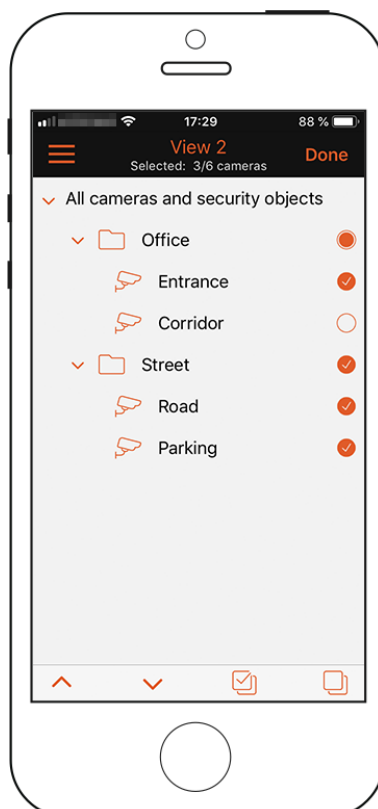 17:29
88 %
View 2
Selected: 3/6 cameras
Done
All cameras and security objects
Office
Entrance
Corridor
Street
Road
Parking